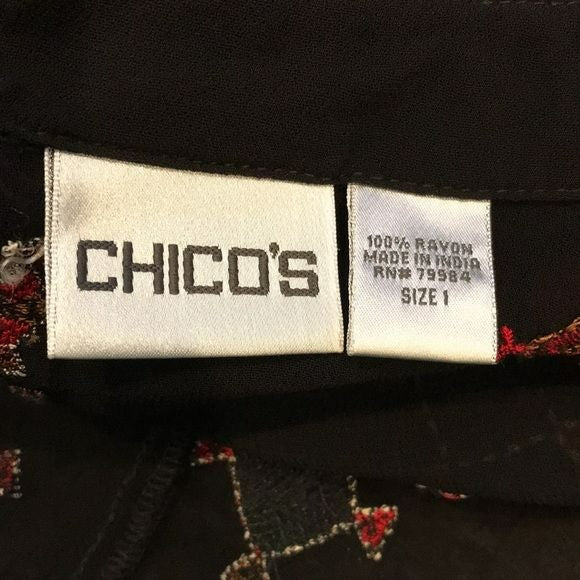 CHICO'S
100% RAYON
MADE IN INDIA
RN# 79984
SIZE 1